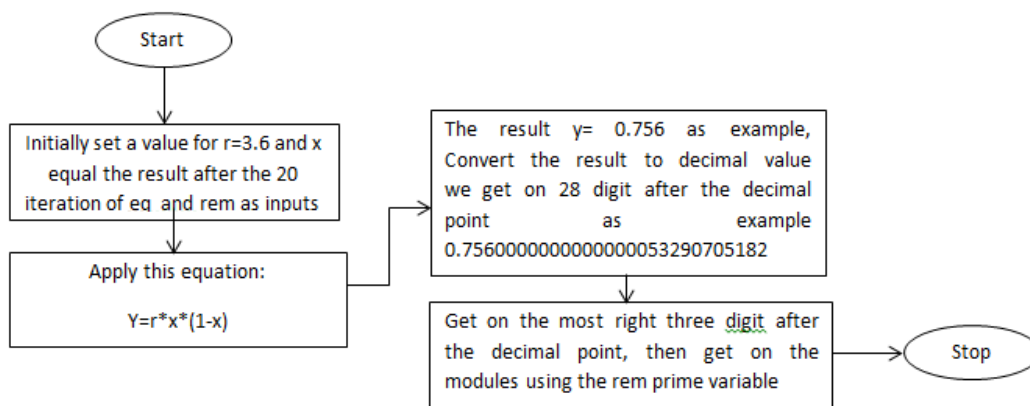 Start
Initially set a value for r=3.6 and x
equal the result after the 20
iteration of eq and rem as inputs
Apply this equation:
Y=r*x*(1-x)
The result y= 0.756 as example,
Convert the result to decimal value
we get on 28 digit after the decimal
point as example
0.7560000000000000053290705182
Get on the most right three digit after
the decimal point, then get on the
modules using the rem prime variable
Stop